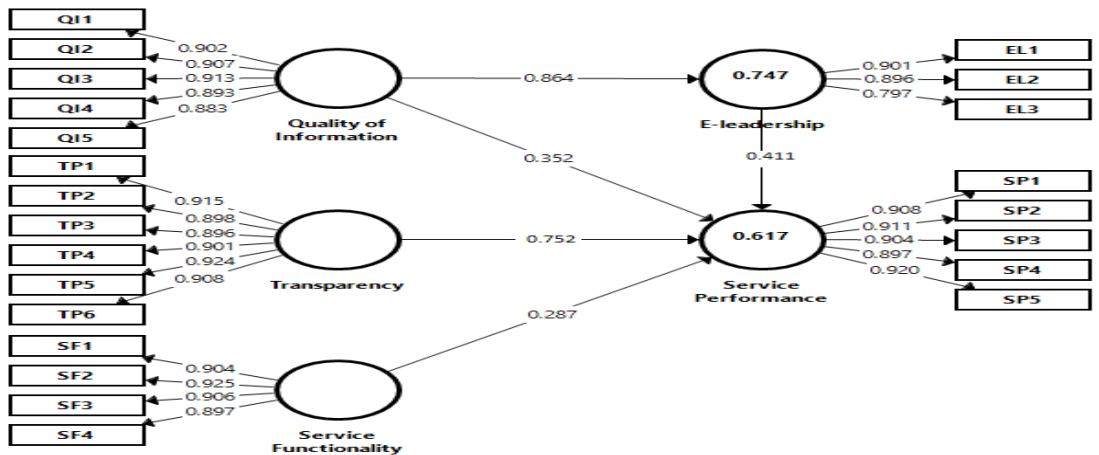 QI1
QI2
QI3
QI4
QI5
0.902
0.907
0.913
0.893
0.883
Quality of
Information
TP1
TP2
TP3
TP4
TP5
TP6
0.915
0.898
0.896
0.901
0.924
0.908
Transparency
SF1
SF2
SF3
SF4
0.904
0.925
0.906
0.897
Service
Functionality
0.864
0.352
0.752
0.287
0.747
E-leadership
0.411
0.617
Service
Performance
0.901
0.896
0.797
EL1
EL2
EL3
0.908
0.911
0.904
0.897
0.920
SP1
SP2
SP3
SP4
SP5